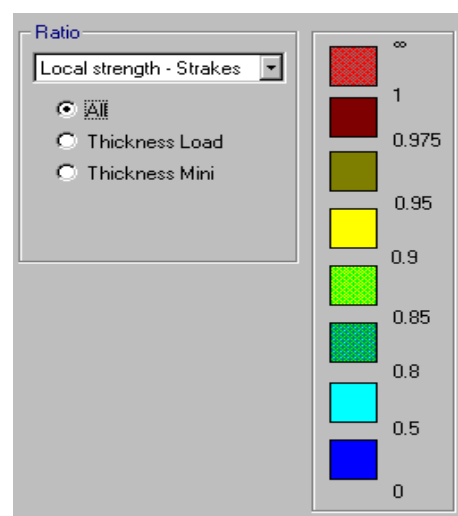 Ratio
Local strength - Strakes
All
Thickness Load
Thickness Mini
∞
1
0.975
0.95
0.9
0.85
0.8
0.5
0